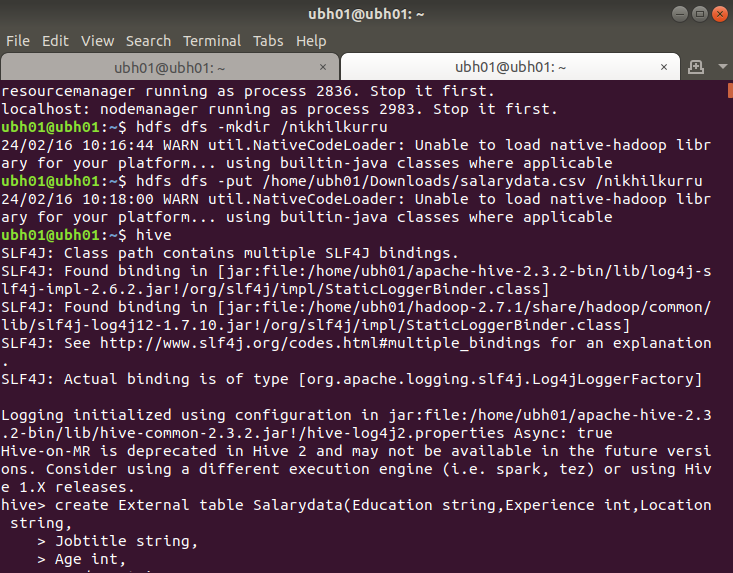 ubh01@ubh01: ~
File Edit View Search Terminal Tabs Help
ubh01@ubh01: ~ × ubh01@ubh01: ~ ×
resourcemanager running as process 2836. Stop it first.
localhost: nodemanager running as process 2983. Stop it first.
ubh01@ubh01:~$ hdfs dfs -mkdir /nikhilkurru
24/02/16 10:16:44 WARN util.NativeCodeLoader: Unable to load native-hadoop libr
ary for your platform... using builtin-java classes where applicable
ubh01@ubh01:~$ hdfs dfs -put /home/ubh01/Downloads/salarydata.csv /nikhilkurru
24/02/16 10:18:00 WARN util.NativeCodeLoader: Unable to load native-hadoop libr
ary for your platform... using builtin-java classes where applicable
ubh01@ubh01:~$ hive
SLF4J: Class path contains multiple SLF4J bindings.
SLF4J: Found binding in [jar:file:/home/ubh01/apache-hive-2.3.2-bin/lib/log4j-s
lf4j-impl-2.6.2.jar!/org/slf4j/impl/StaticLoggerBinder.class]
SLF4J: Found binding in [jar:file:/home/ubh01/hadoop-2.7.1/share/hadoop/common/
lib/slf4j-log4j12-1.7.10.jar!/org/slf4j/impl/StaticLoggerBinder.class]
SLF4J: See http://www.slf4j.org/codes.html#multiple_bindings for an explanation
.
SLF4J: Actual binding is of type [org.apache.logging.slf4j.Log4jLoggerFactory]
Logging initialized using configuration in jar:file:/home/ubh01/apache-hive-2.3
.2-bin/lib/hive-common-2.3.2.jar!/hive-log4j2.properties Async: true
Hive-on-MR is deprecated in Hive 2 and may not be available in the future versi
ons. Consider using a different execution engine (i.e. spark, tez) or using Hiv
e 1.X releases.
hive> create External table Salarydata(Education string,Experience int,Location
 string,
    > Jobtitle string,
    > Age int,